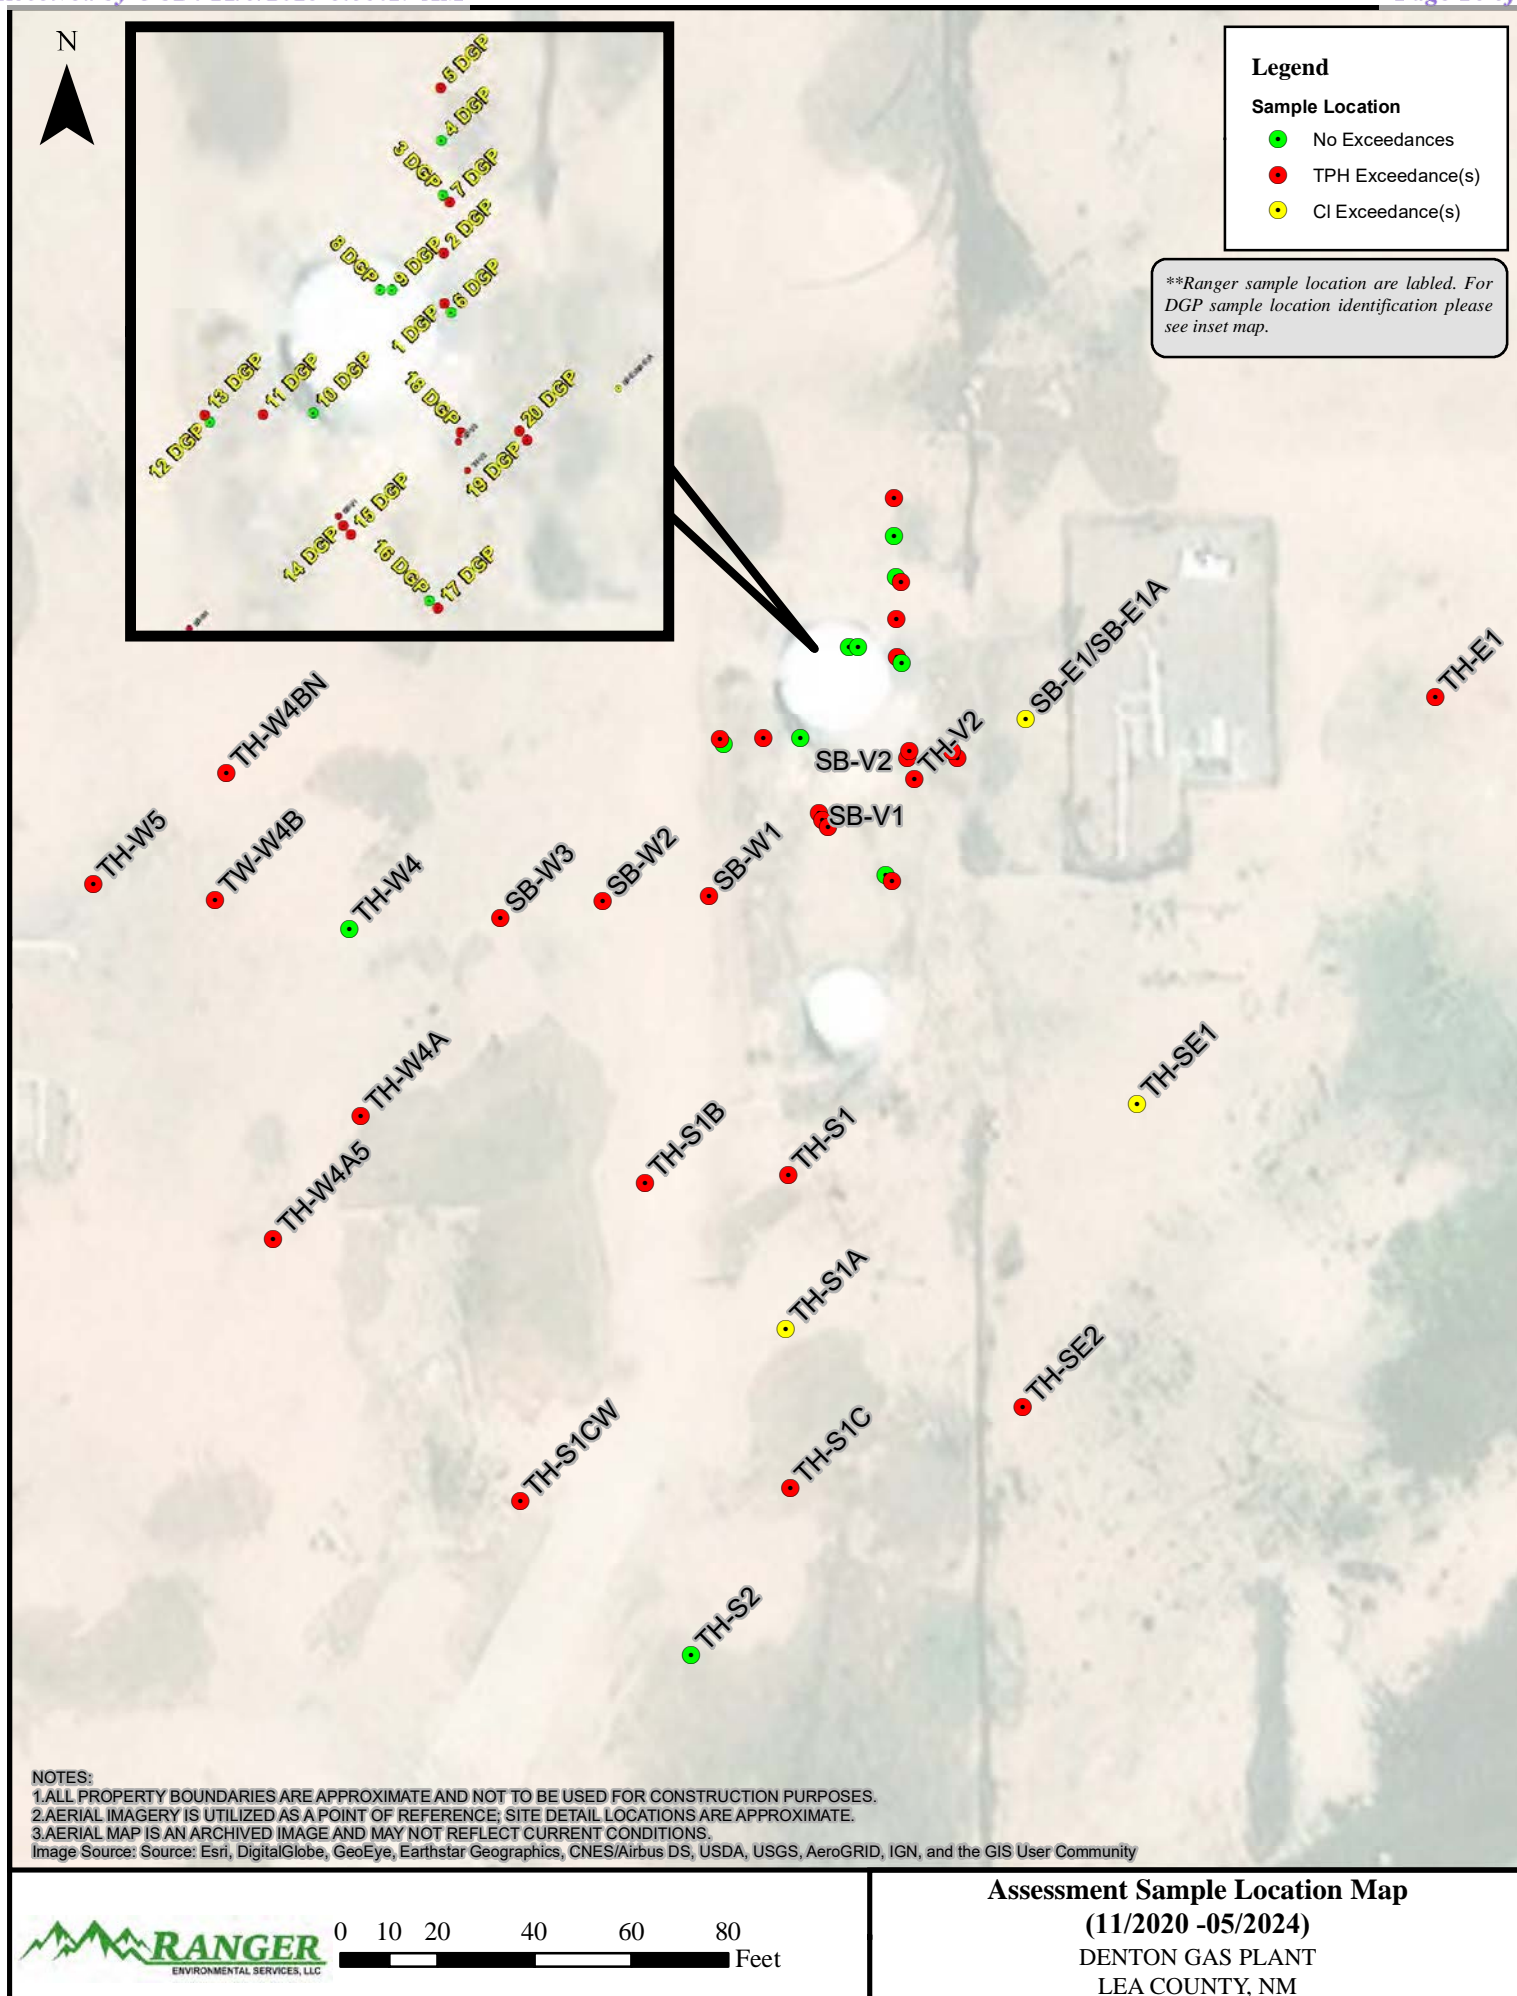 N
5 DGP
4 DGP
3 DGP
7 DGP
2 DGP
8 DGP
9 DGP
6 DGP
1 DGP
13 DGP
11 DGP
10 DGP
12 DGP
18 DGP
20 DGP
19 DGP
15 DGP
14 DGP
16 DGP
17 DGP
Legend
Sample Location
No Exceedances
TPH Exceedance(s)
Cl Exceedance(s)
**Ranger sample location are labled. For
DGP sample location identification please
see inset map.
SB-E1/SB-E1A
TH-E1
TH-W4BN
TH-V2
SB-V2
SB-V1
TH-W5
TW-W4B
TH-W4
SB-W3
SB-W2
SB-W1
TH-W4A
TH-SE1
TH-S1B
TH-S1
TH-W4A5
TH-S1A
TH-SE2
TH-S1CW
TH-S1C
TH-S2
NOTES:
1.ALL PROPERTY BOUNDARIES ARE APPROXIMATE AND NOT TO BE USED FOR CONSTRUCTION PURPOSES.
2.AERIAL IMAGERY IS UTILIZED AS A POINT OF REFERENCE; SITE DETAIL LOCATIONS ARE APPROXIMATE.
3.AERIAL MAP IS AN ARCHIVED IMAGE AND MAY NOT REFLECT CURRENT CONDITIONS.
Image Source: Source: Esri, DigitalGlobe, GeoEye, Earthstar Geographics, CNES/Airbus DS, USDA, USGS, AeroGRID, IGN, and the GIS User Community
RANGER
ENVIRONMENTAL SERVICES, LLC
0 10 20 40 60 80
Feet
Assessment Sample Location Map
(11/2020 -05/2024)
DENTON GAS PLANT
LEA COUNTY, NM